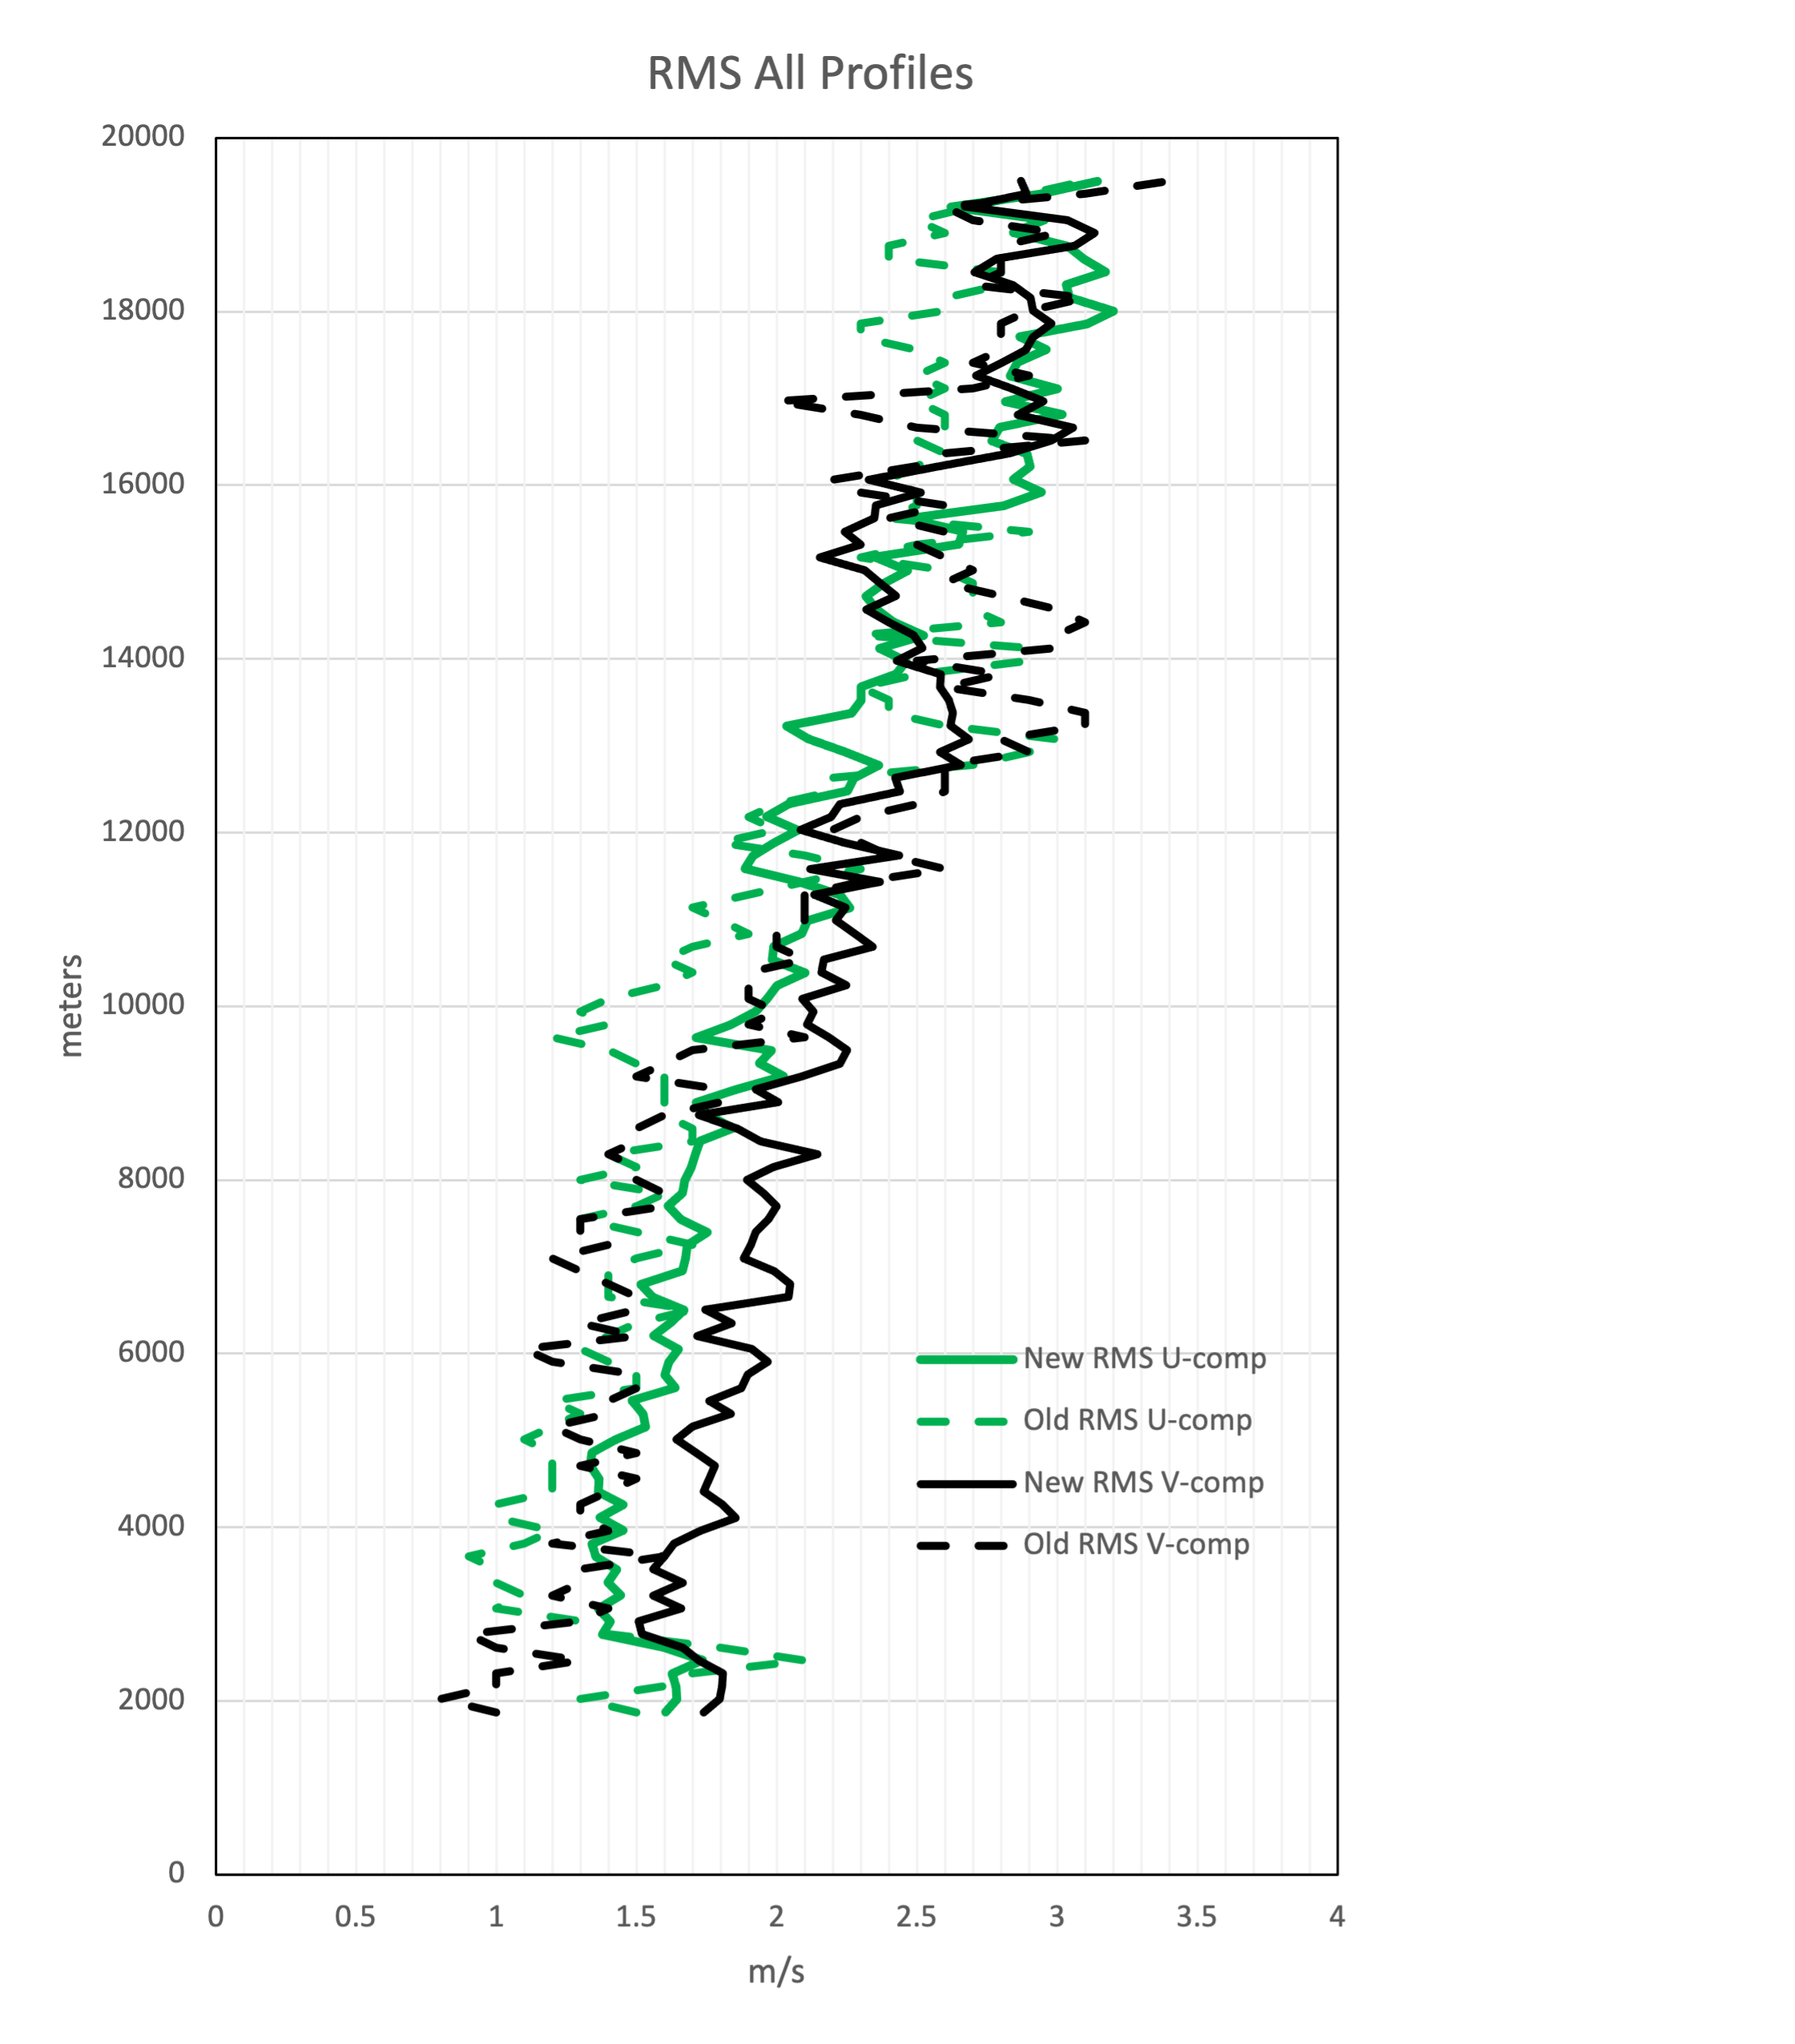 RMS All Profiles
20000
18000
16000
14000
12000
10000
8000
6000
4000
2000
0
meters
New RMS U-comp
Old RMS U-comp
New RMS V-comp
Old RMS V-comp
0 0.5 1 1.5 2 2.5 3 3.5 4
m/s